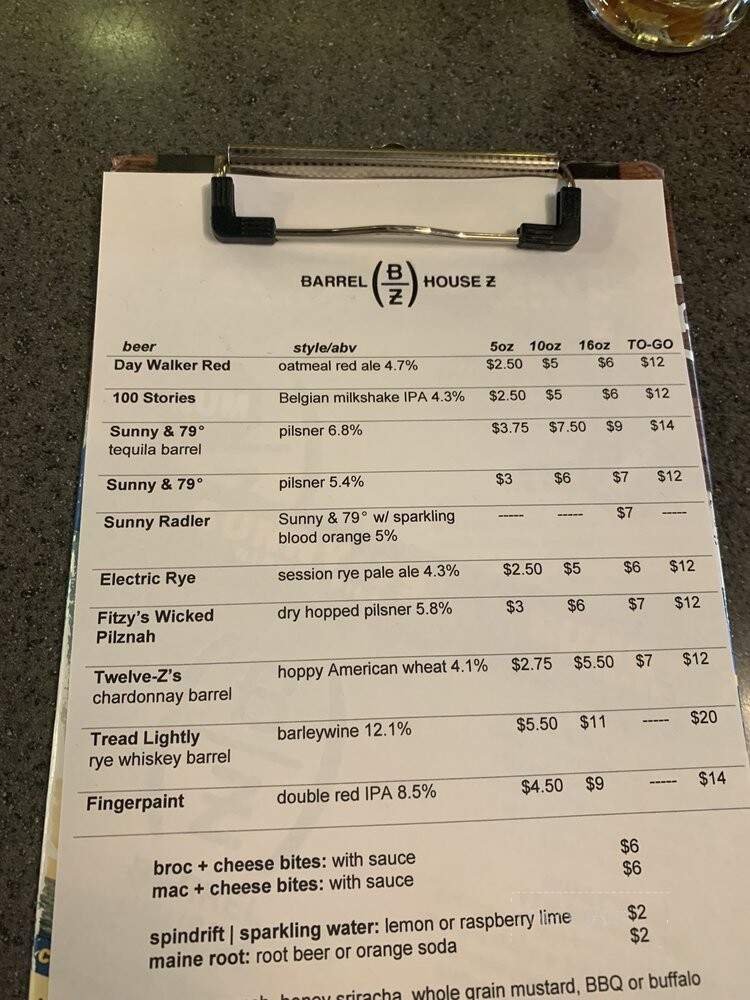 BARREL B Z HOUSE Z
beer style/abv 5oz 10oz 16oz TO-GO
Day Walker Red oatmeal red ale 4.7% $2.50 $5 $6 $12
100 Stories Belgian milkshake IPA 4.3% $2.50 $5 $6 $12
Sunny & 79° pilsner 6.8% $3.75 $7.50 $9 $14
tequila barrel
Sunny & 79° pilsner 5.4% $3 $6 $7 $12
Sunny Radler Sunny & 79° w/ sparkling ----- ----- $7 -----
blood orange 5%
Electric Rye session rye pale ale 4.3% $2.50 $5 $6 $12
Fitzy's Wicked dry hopped pilsner 5.8% $3 $6 $7 $12
Pilznah
Twelve-Z's hoppy American wheat 4.1% $2.75 $5.50 $7 $12
chardonnay barrel
Tread Lightly barleywine 12.1% $5.50 $11 ----- $20
rye whiskey barrel
Fingerpaint double red IPA 8.5% $4.50 $9 ----- $14
broc + cheese bites: with sauce $6
mac + cheese bites: with sauce $6
spindrift | sparkling water: lemon or raspberry lime $2
maine root: root beer or orange soda $2
honey sriracha, whole grain mustard, BBQ or buffalo